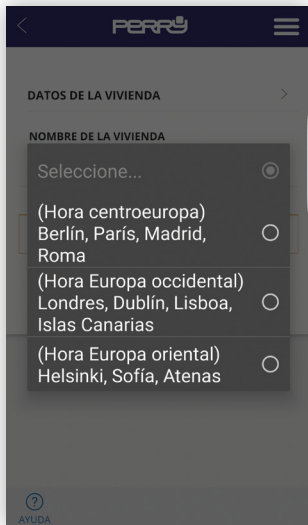 PERRY
DATOS DE LA VIVIENDA
NOMBRE DE LA VIVIENDA
Seleccione...
(Hora centroeuropa)
Berlín, París, Madrid,
Roma
(Hora Europa occidental)
Londres, Dublín, Lisboa,
Islas Canarias
(Hora Europa oriental)
Helsinki, Sofía, Atenas
AYUDA